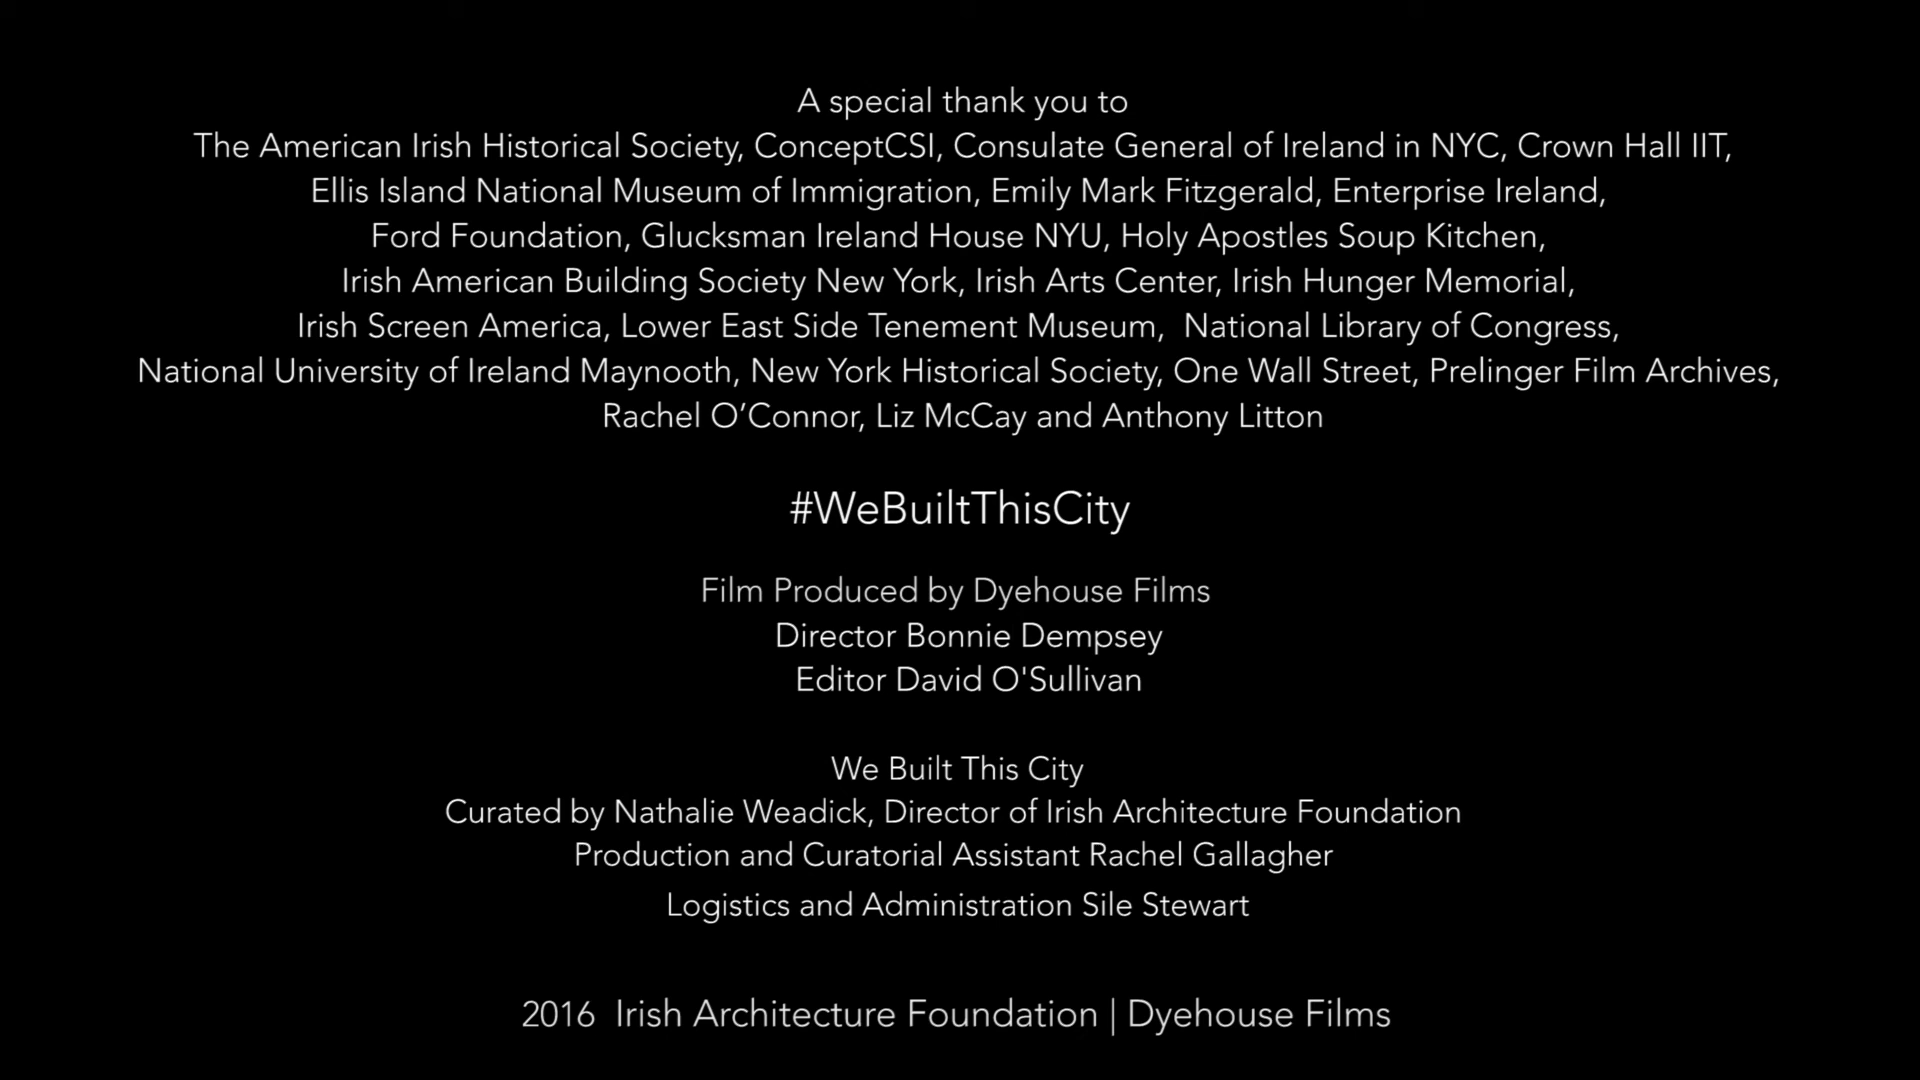 A special thank you to
The American Irish Historical Society, ConceptCSI, Consulate General of Ireland in NYC, Crown Hall IIT,
Ellis Island National Museum of Immigration, Emily Mark Fitzgerald, Enterprise Ireland,
Ford Foundation, Glucksman Ireland House NYU, Holy Apostles Soup Kitchen,
Irish American Building Society New York, Irish Arts Center, Irish Hunger Memorial,
Irish Screen America, Lower East Side Tenement Museum,  National Library of Congress,
National University of Ireland Maynooth, New York Historical Society, One Wall Street, Prelinger Film Archives,
Rachel O’Connor, Liz McCay and Anthony Litton
#WeBuiltThisCity
Film Produced by Dyehouse Films
Director Bonnie Dempsey
Editor David O'Sullivan
We Built This City
Curated by Nathalie Weadick, Director of Irish Architecture Foundation
Production and Curatorial Assistant Rachel Gallagher
Logistics and Administration Sile Stewart
2016  Irish Architecture Foundation | Dyehouse Films